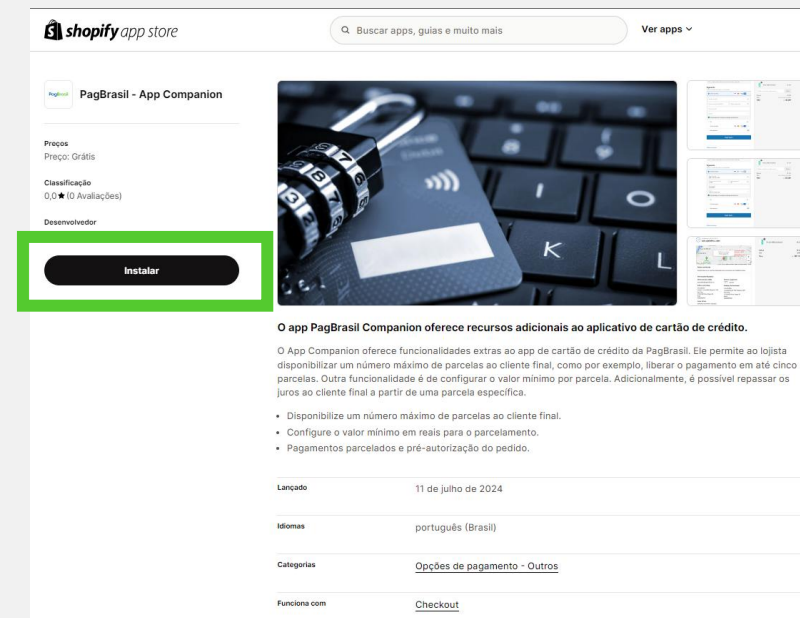 shopify app store
Buscar apps, guias e muito mais
Ver apps
PagBrasil
PagBrasil - App Companion
Preços
Preço: Grátis
Classificação
0,0★(0 Avaliações)
Desenvolvedor
Instalar
I
O
K
L
O app PagBrasil Companion oferece recursos adicionais ao aplicativo de cartão de crédito.
O App Companion oferece funcionalidades extras ao app de cartão de crédito da PagBrasil. Ele permite ao lojista
disponibilizar um número máximo de parcelas ao cliente final, como por exemplo, liberar o pagamento em até cinco
parcelas. Outra funcionalidade é de configurar o valor mínimo por parcela. Adicionalmente, é possível repassar os
juros ao cliente final a partir de uma parcela específica.
• Disponibilize um número máximo de parcelas ao cliente final.
• Configure o valor mínimo em reais para o parcelamento.
• Pagamentos parcelados e pré-autorização do pedido.
Lançado
11 de julho de 2024
Idiomas
português (Brasil)
Categorias
Opções de pagamento - Outros
Funciona com
Checkout